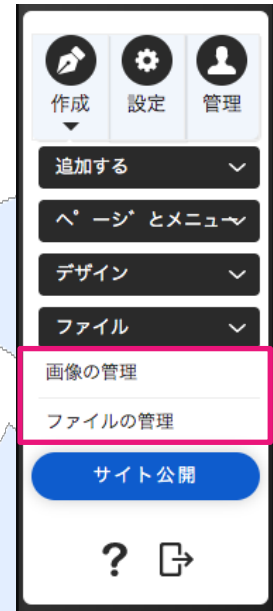 作成 設定 管理
追加する
ページとメニュー
デザイン
ファイル
画像の管理
ファイルの管理
サイト公開
?